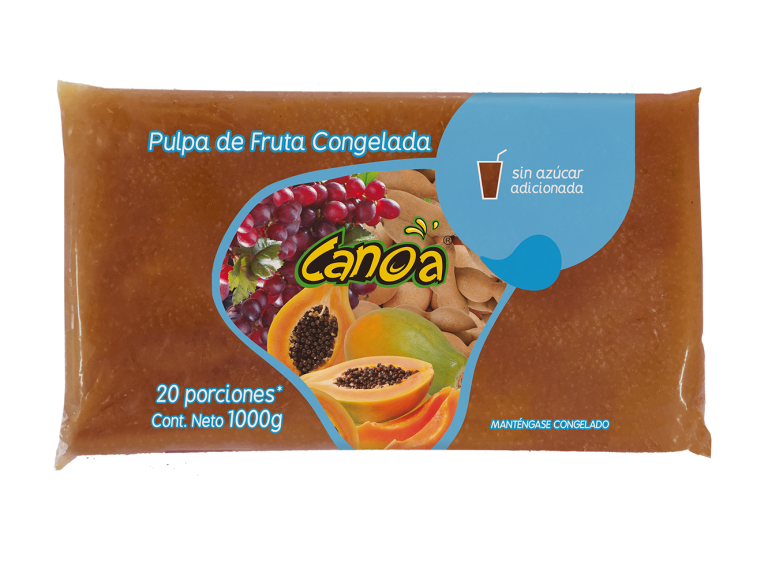 Pulpa de Fruta Congelada
sin azúcar
adicionada
Canoa®
20 porciones*
Cont. Neto 1000g
MANTÉNGASE CONGELADO